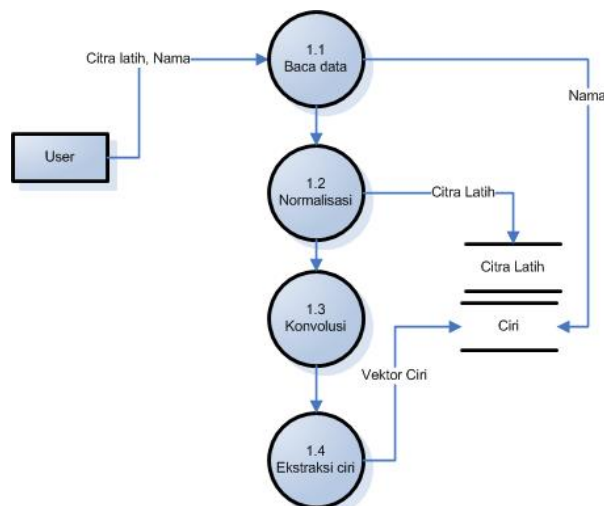 1.1
Baca data
Citra latih, Nama
Nama
User
1.2
Normalisasi
Citra Latih
Citra Latih
1.3
Konvolusi
Ciri
Vektor Ciri
1.4
Ekstraksi ciri